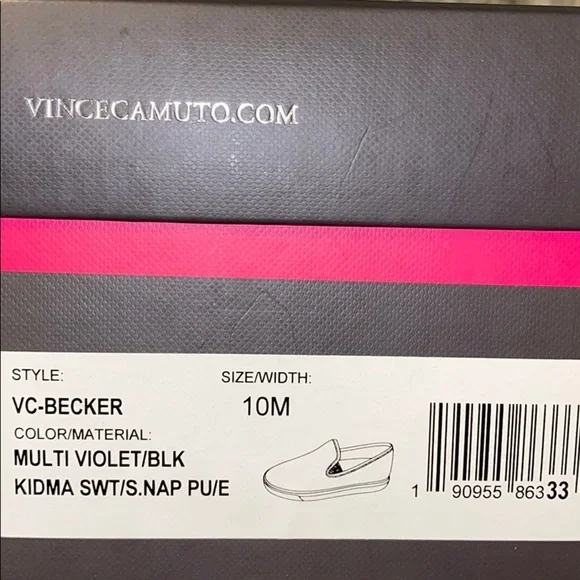 VINCECAMUTO.COM
STYLE: SIZE/WIDTH:
VC-BECKER 10M
COLOR/MATERIAL:
MULTI VIOLET/BLK
KIDMA SWT/S.NAP PU/E
1 90955 86333